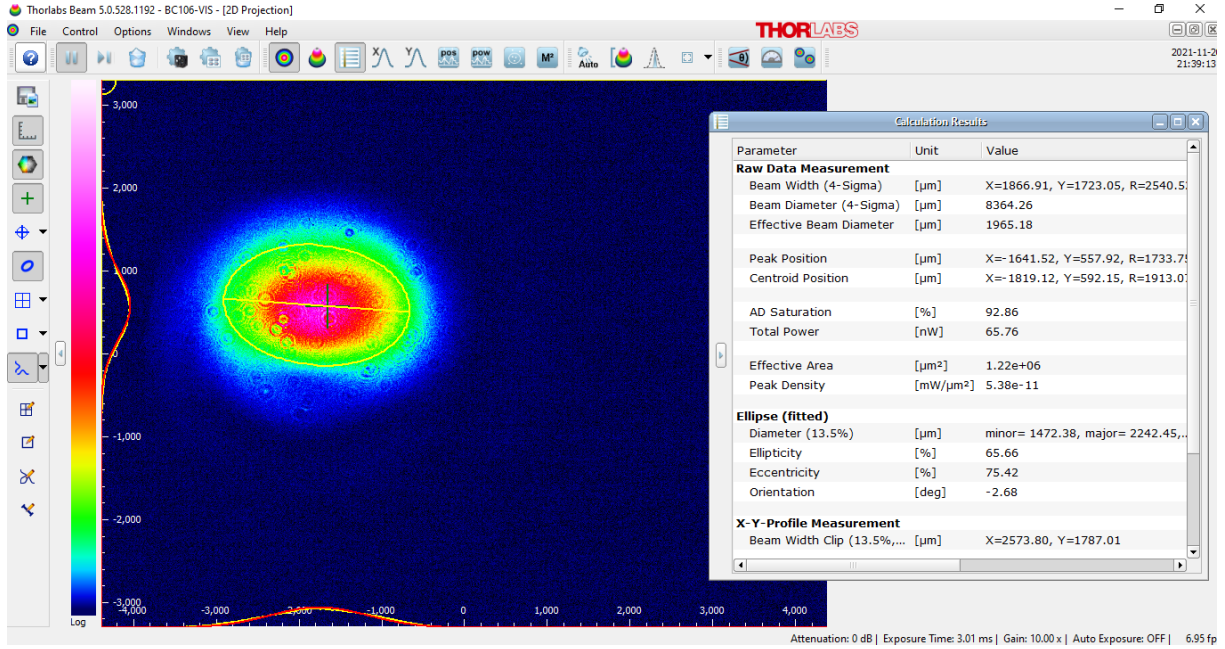 Thorlabs Beam 5.0.528.1192 - BC106-VIS - [2D Projection]
File Control Options Windows View Help
THORLABS
X Y pos pow M² Auto θ
2021-11-2
21:39:13
3,000
2,000
1,000
0
-1,000
-2,000
-3,000
-4,000 -3,000 -2,000 -1,000 0 1,000 2,000 3,000 4,000
Log
Calculation Results
Parameter Unit Value
Raw Data Measurement
Beam Width (4-Sigma) [µm] X=1866.91, Y=1723.05, R=2540.5
Beam Diameter (4-Sigma) [µm] 8364.26
Effective Beam Diameter [µm] 1965.18
Peak Position [µm] X=-1641.52, Y=557.92, R=1733.7
Centroid Position [µm] X=-1819.12, Y=592.15, R=1913.0
AD Saturation [%] 92.86
Total Power [nW] 65.76
Effective Area [µm²] 1.22e+06
Peak Density [mW/µm²] 5.38e-11
Ellipse (fitted)
Diameter (13.5%) [µm] minor= 1472.38, major= 2242.45,..
Ellipticity [%] 65.66
Eccentricity [%] 75.42
Orientation [deg] -2.68
X-Y-Profile Measurement
Beam Width Clip (13.5%,... [µm] X=2573.80, Y=1787.01
Attenuation: 0 dB | Exposure Time: 3.01 ms | Gain: 10.00 x | Auto Exposure: OFF | 6.95 fp